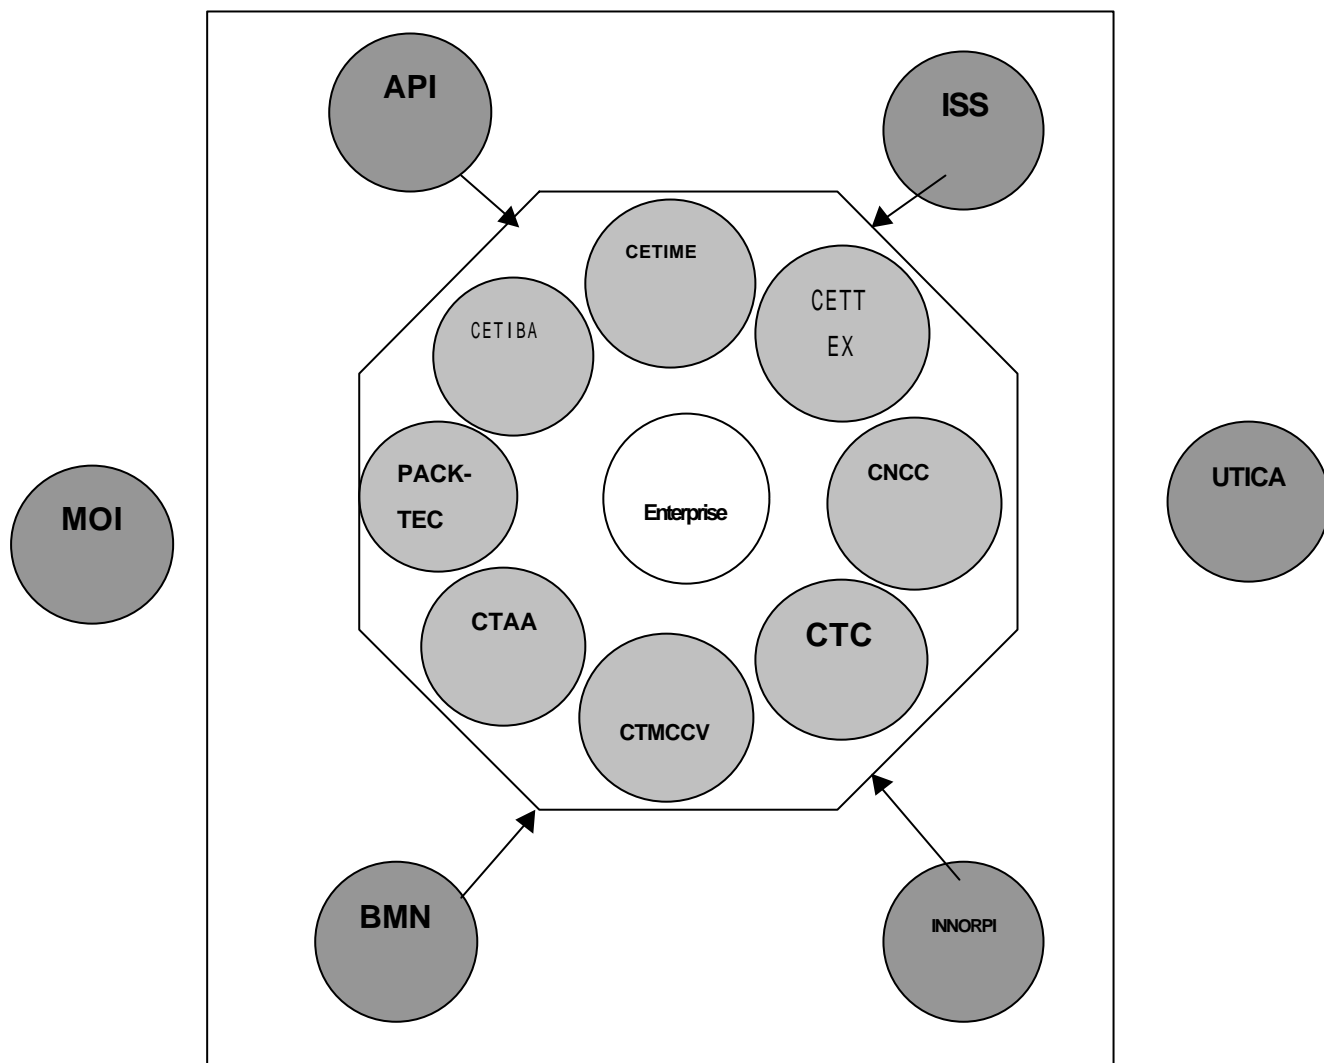 API
ISS
CETIME
CETT
EX
CETIBA
PACK-
TEC
CNCC
UTICA
MOI
Enterprise
CTAA
CTC
CTMCCV
BMN
INNORPI